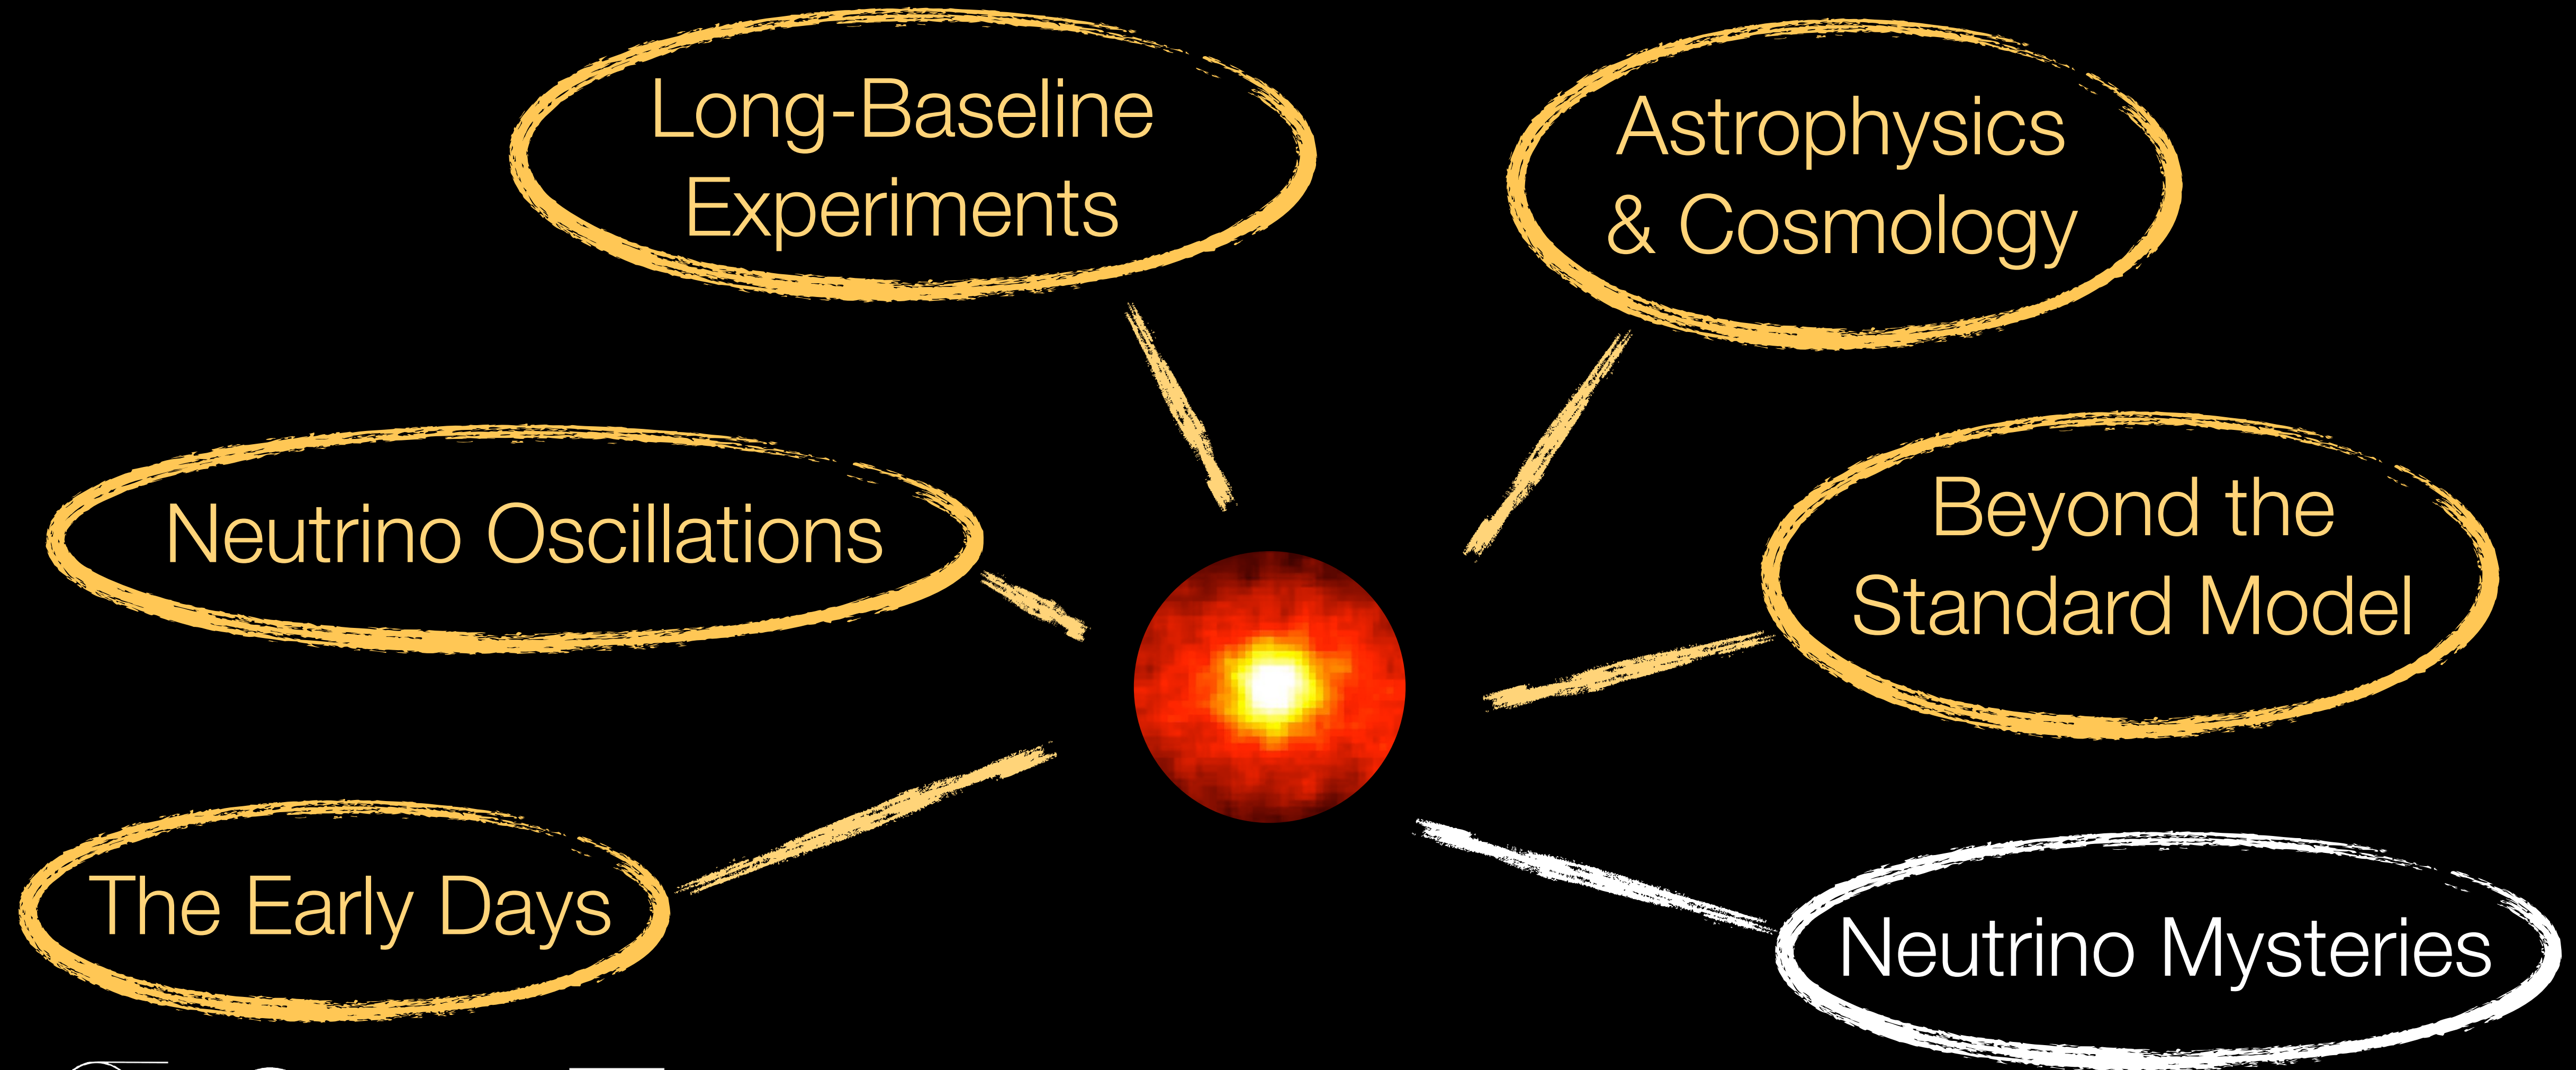 Long-Baseline
Experiments
Astrophysics
& Cosmology
Neutrino Oscillations
Beyond the
Standard Model
The Early Days
Neutrino Mysteries